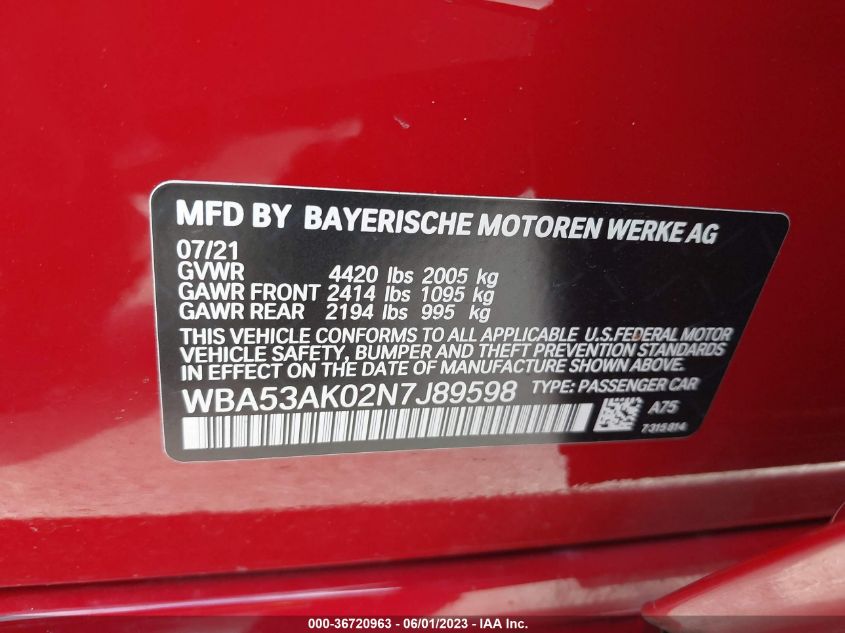 MFD BY BAYERISCHE MOTOREN WERKE AG
07/21
GVWR 4420 lbs 2005 kg
GAWR FRONT 2414 lbs 1095 kg
GAWR REAR 2194 lbs 995 kg
THIS VEHICLE CONFORMS TO ALL APPLICABLE U.S.FEDERAL MOTOR
VEHICLE SAFETY, BUMPER AND THEFT PREVENTION STANDARDS
IN EFFECT ON THE DATE OF MANUFACTURE SHOWN ABOVE.
WBA53AK02N7J89598 TYPE: PASSENGER CAR
A75
7315814
000-36720963 - 06/01/2023 - IAA Inc.